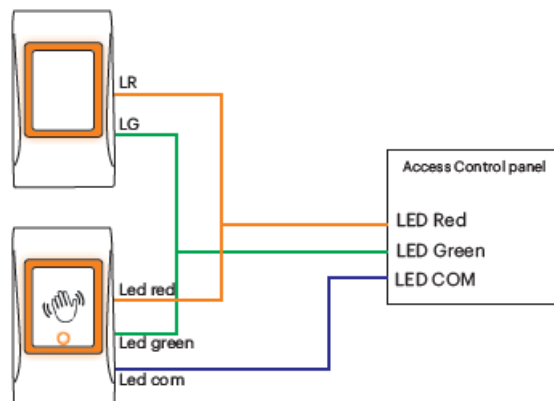 LR
LG
Access Control panel
LED Red
LED Green
LED COM
Led red
Led green
Led com